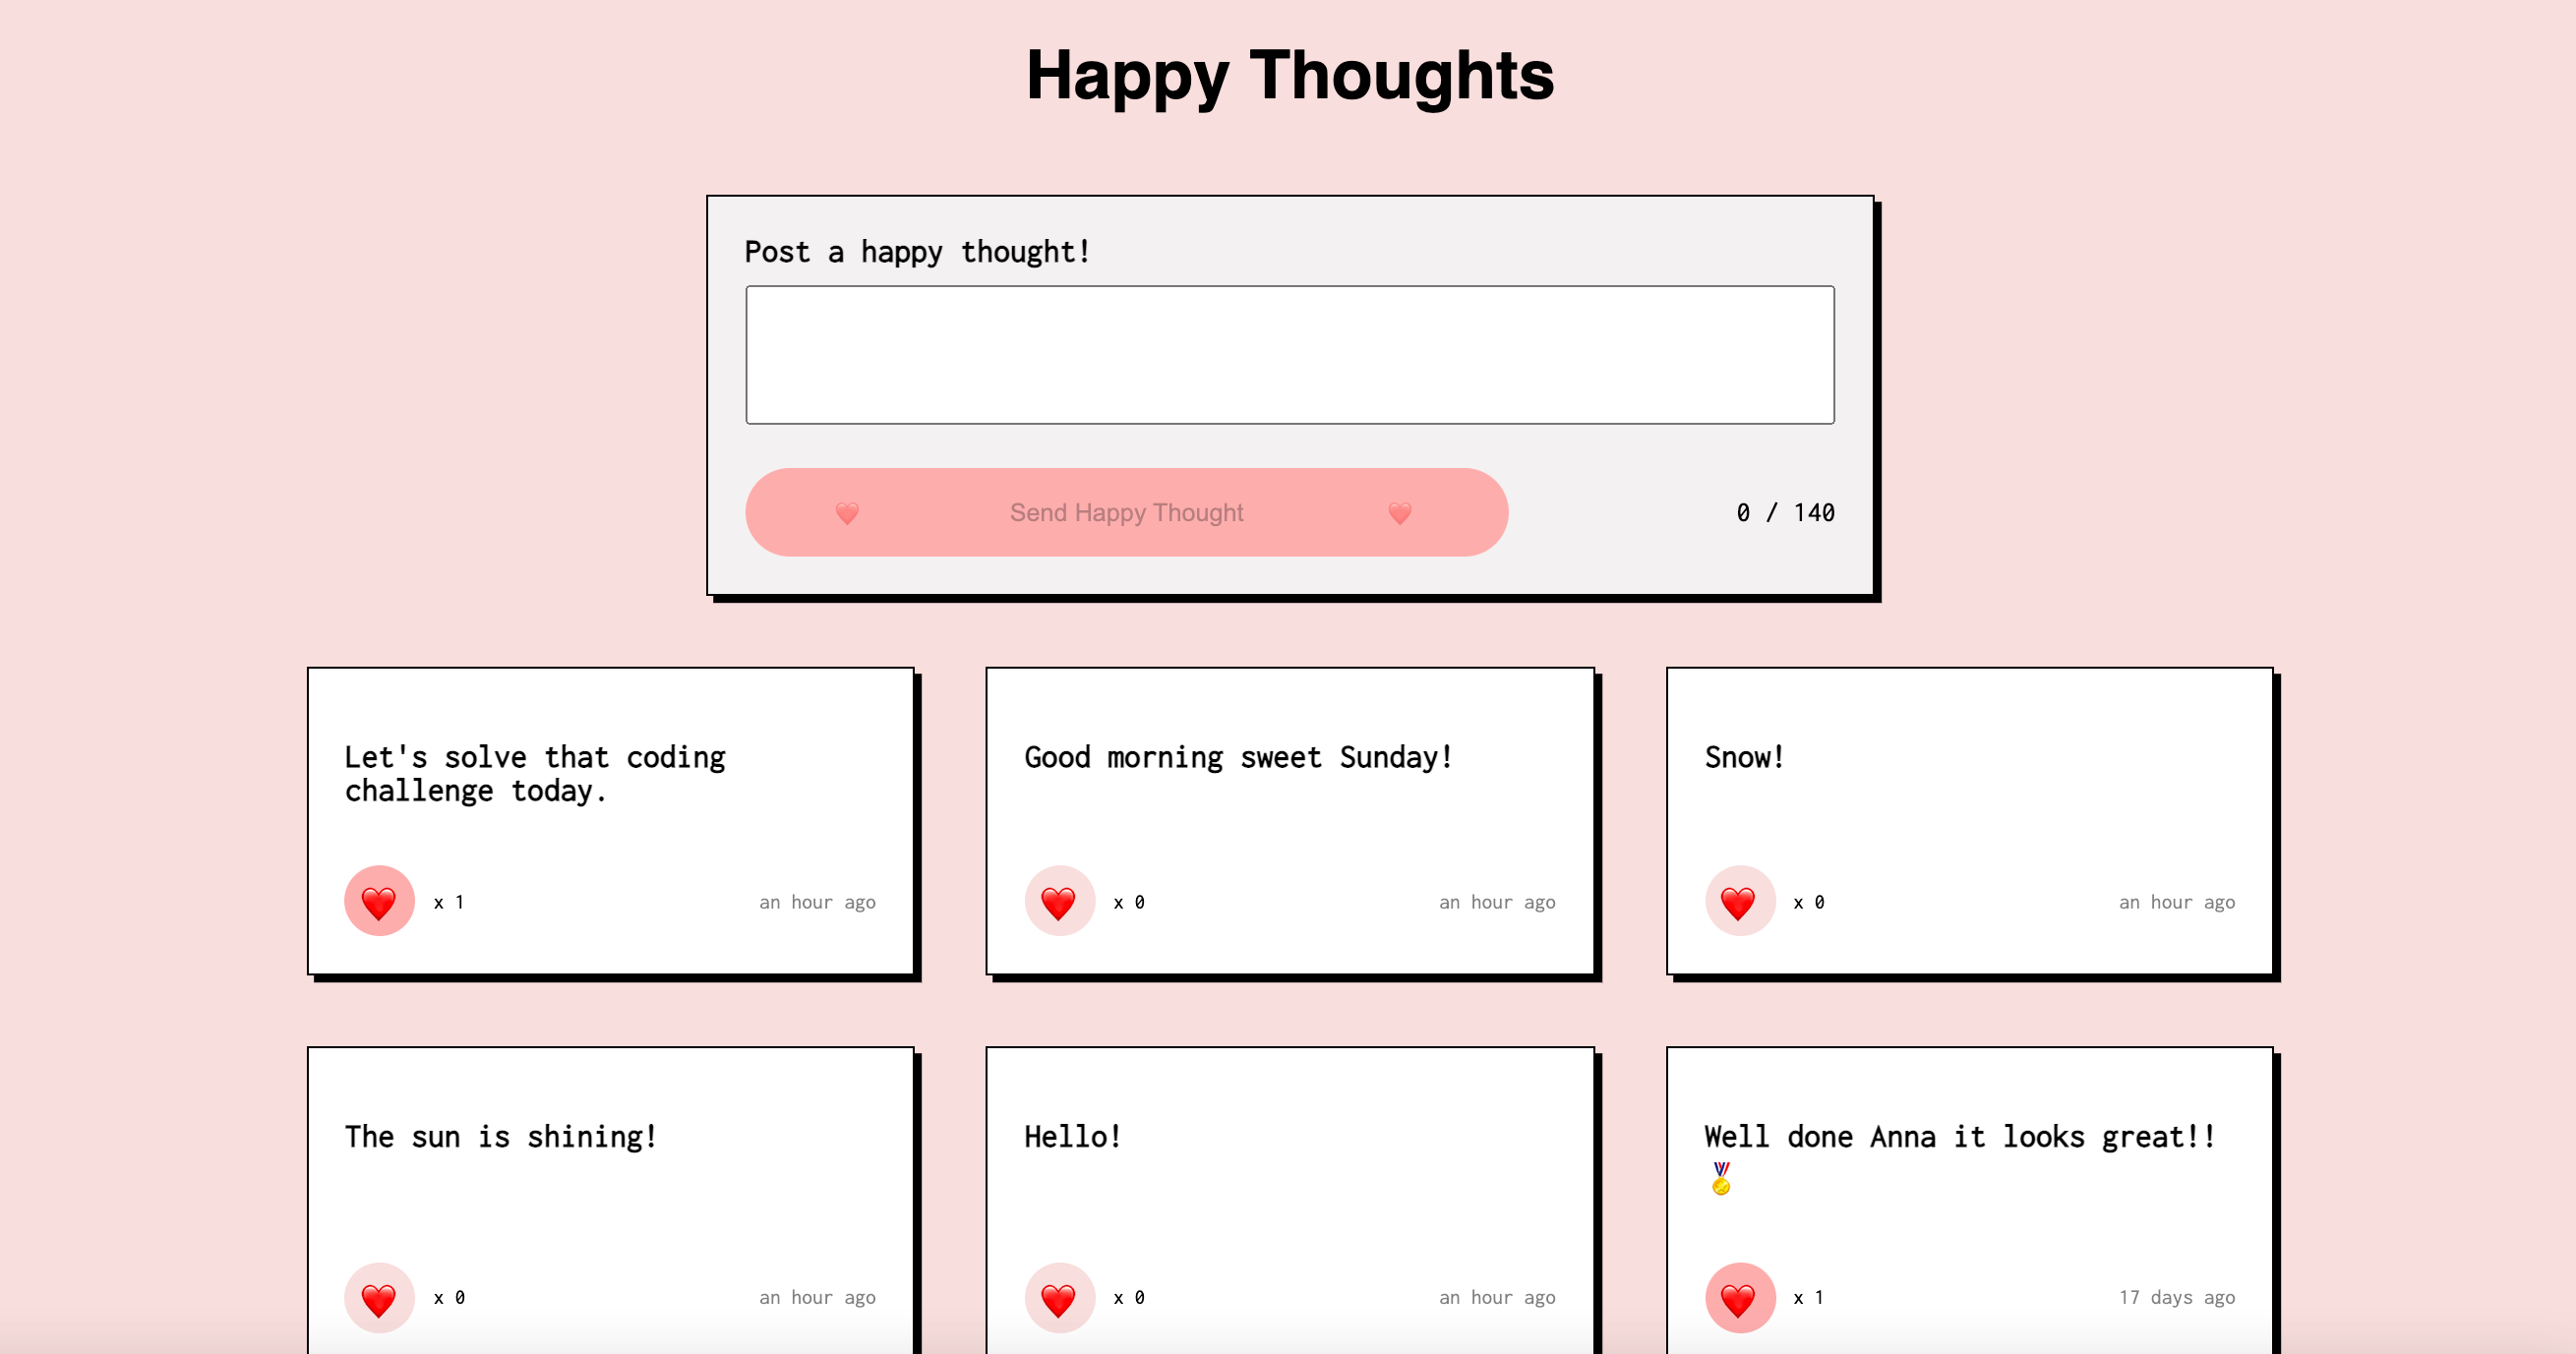 Happy Thoughts
Post a happy thought!
❤️ Send Happy Thought ❤️
0 / 140
Let's solve that coding
challenge today.
❤️ x 1 an hour ago
Good morning sweet Sunday!
❤️ x 0 an hour ago
Snow!
❤️ x 0 an hour ago
The sun is shining!
❤️ x 0 an hour ago
Hello!
❤️ x 0 an hour ago
Well done Anna it looks great!!
🏅
❤️ x 1 17 days ago